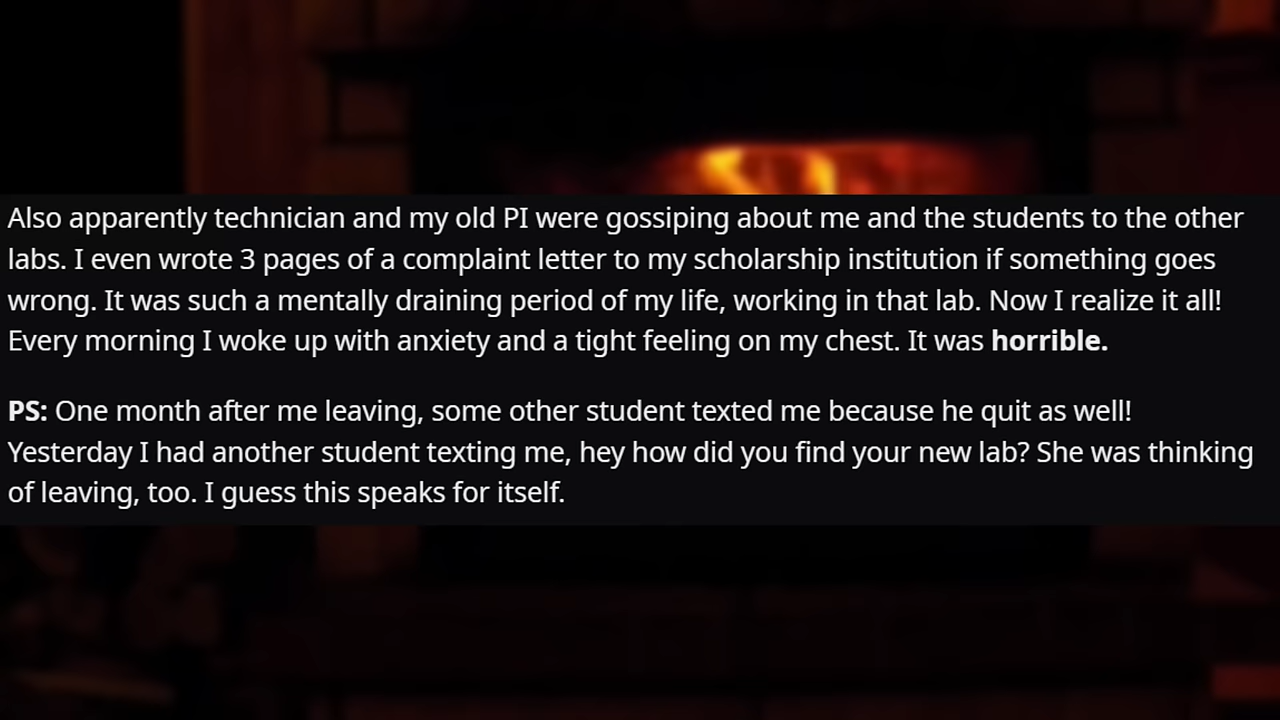 Also apparently technician and my old PI were gossiping about me and the students to the other
labs. I even wrote 3 pages of a complaint letter to my scholarship institution if something goes
wrong. It was such a mentally draining period of my life, working in that lab. Now I realize it all!
Every morning I woke up with anxiety and a tight feeling on my chest. It was horrible.
PS: One month after me leaving, some other student texted me because he quit as well!
Yesterday I had another student texting me, hey how did you find your new lab? She was thinking
of leaving, too. I guess this speaks for itself.